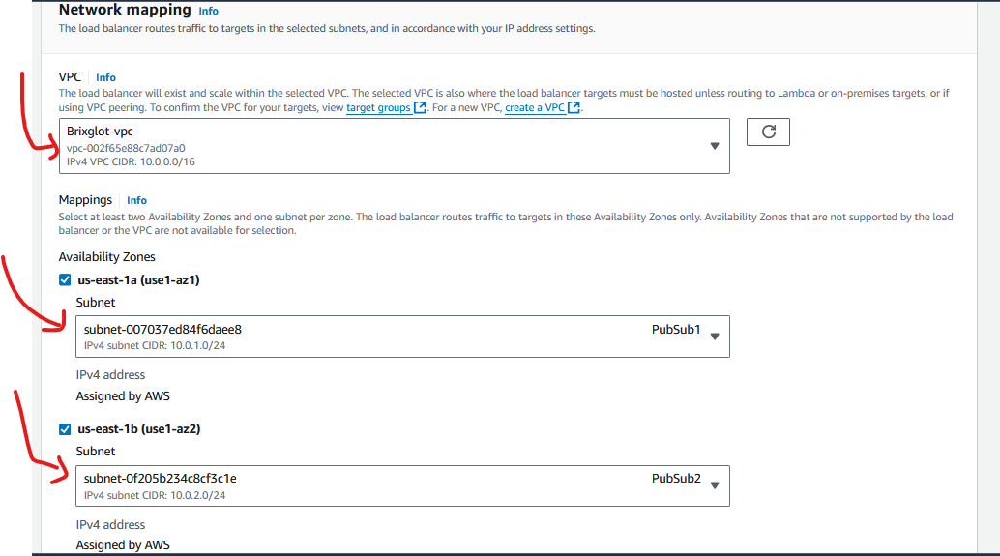 Network mapping Info
The load balancer routes traffic to targets in the selected subnets, and in accordance with your IP address settings.
VPC Info
The load balancer will exist and scale within the selected VPC. The selected VPC is also where the load balancer targets must be hosted unless routing to Lambda or on-premises targets, or if
using VPC peering. To confirm the VPC for your targets, view target groups. For a new VPC, create a VPC.
Brixglot-vpc
vpc-002f65e88c7ad07a0
IPv4 VPC CIDR: 10.0.0.0/16
Mappings Info
Select at least two Availability Zones and one subnet per zone. The load balancer routes traffic to targets in these Availability Zones only. Availability Zones that are not supported by the load
balancer or the VPC are not available for selection.
Availability Zones
us-east-1a (use1-az1)
Subnet
subnet-007037ed84f6daee8 PubSub1
IPv4 subnet CIDR: 10.0.1.0/24
IPv4 address
Assigned by AWS
us-east-1b (use1-az2)
Subnet
subnet-0f205b234c8cf3c1e PubSub2
IPv4 subnet CIDR: 10.0.2.0/24
IPv4 address
Assigned by AWS